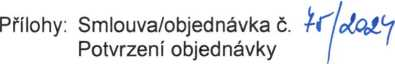 Přílohy: Smlouva/objednávka č. 75/2024
Potvrzení objednávky